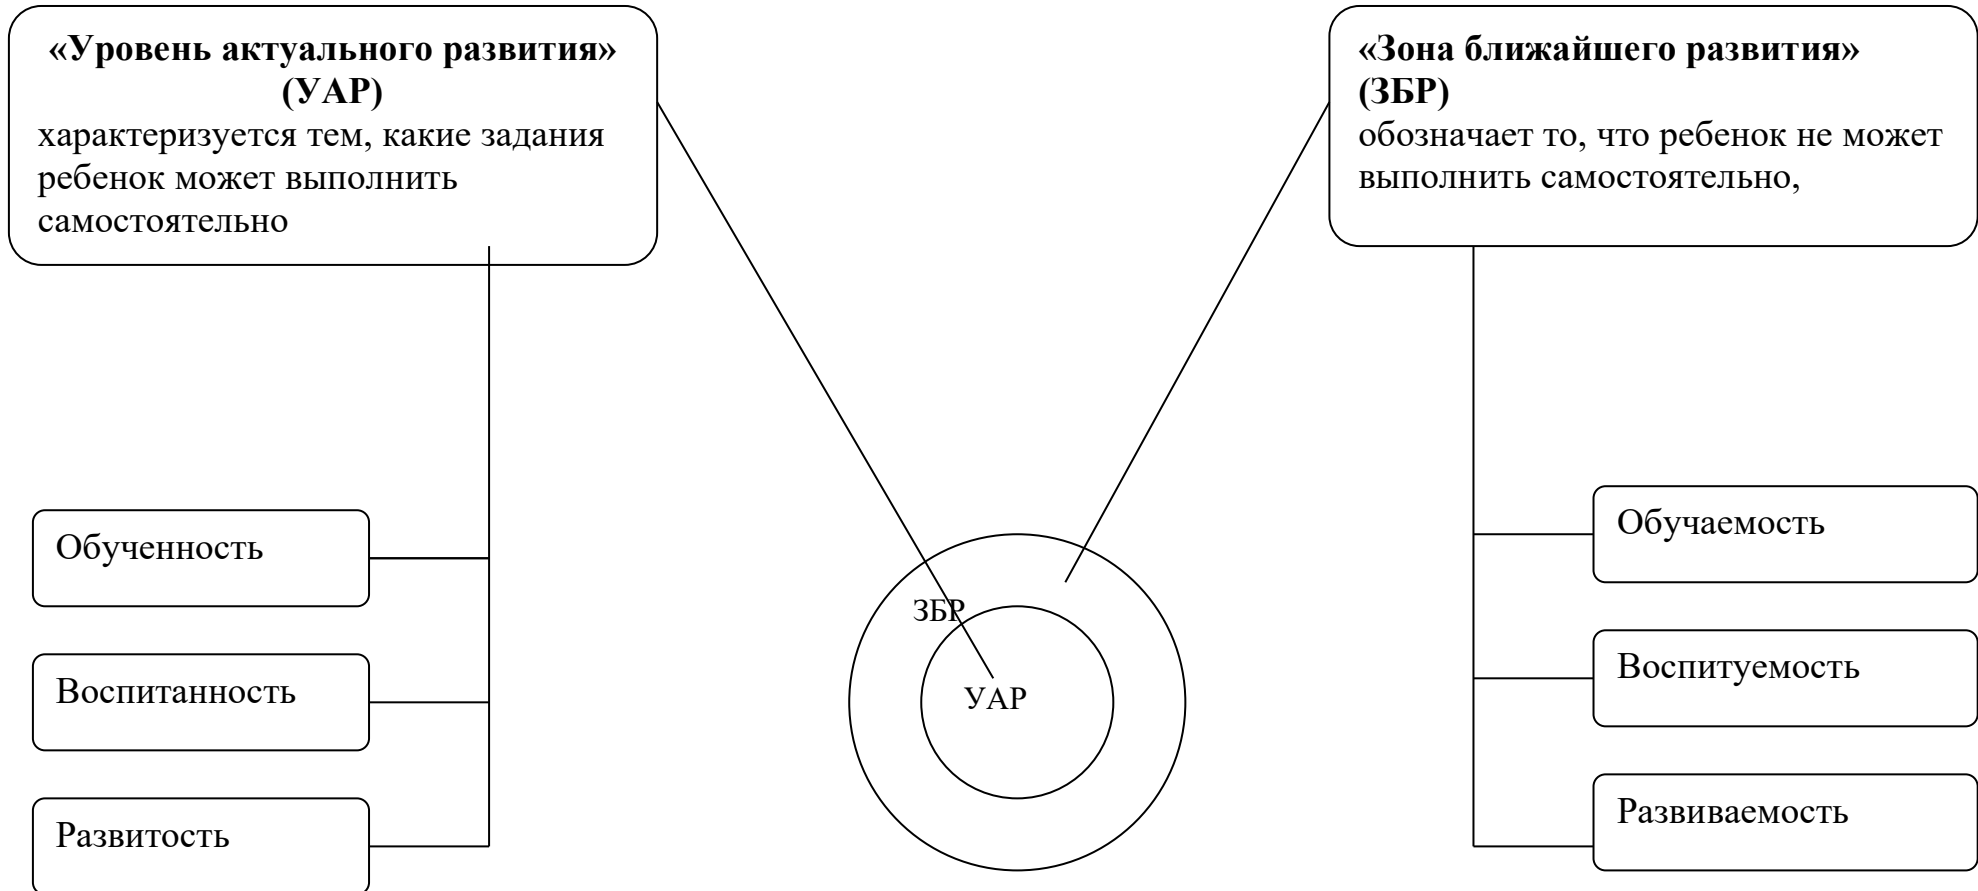 «Уровень актуального развития»
(УАР)
характеризуется тем, какие задания
ребенок может выполнить
самостоятельно
«Зона ближайшего развития»
(ЗБР)
обозначает то, что ребенок не может
выполнить самостоятельно,
Обученность
Воспитанность
Развитость
ЗБР
УАР
Обучаемость
Воспитуемость
Развиваемость